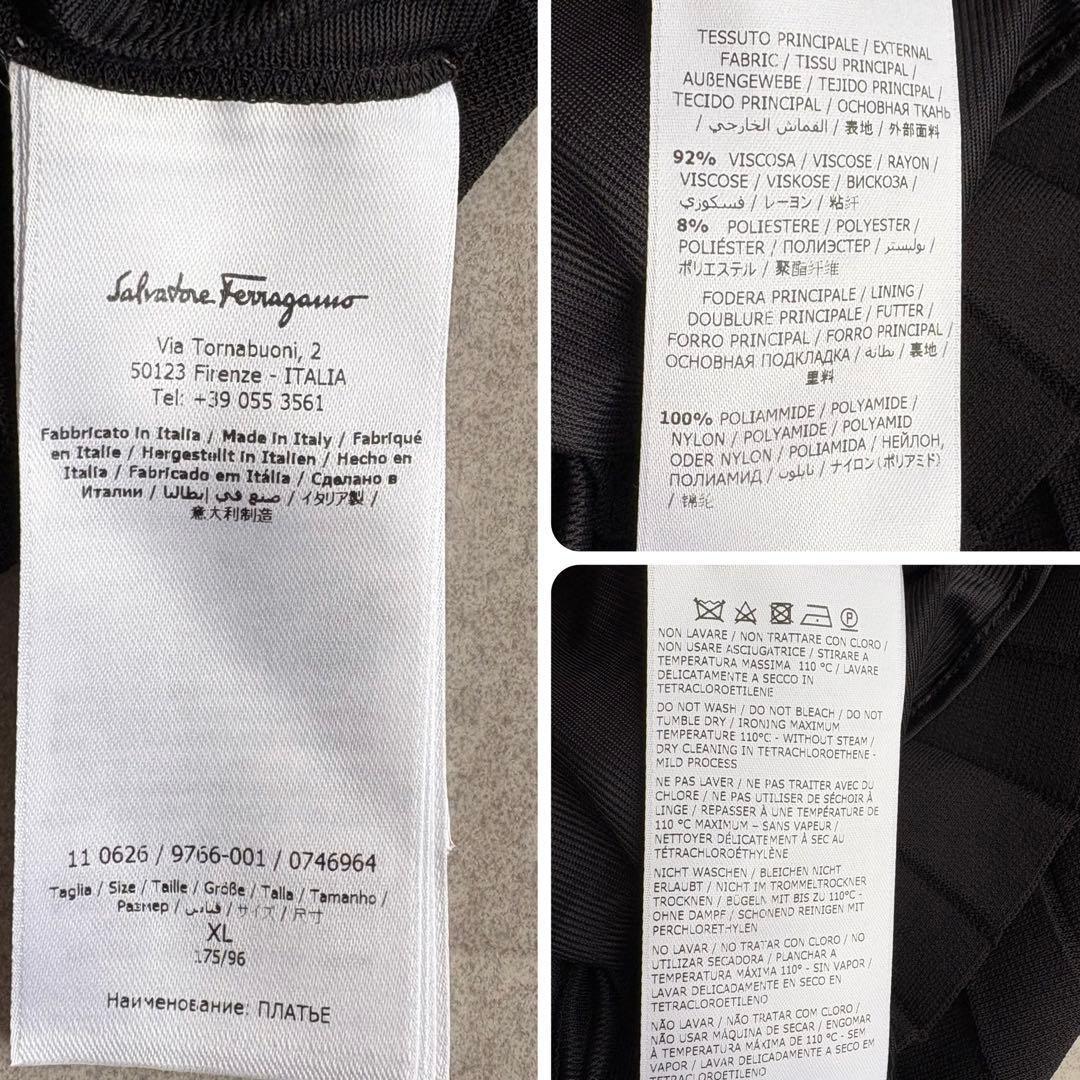 Salvatore Ferragamo
Via Tornabuoni, 2
50123 Firenze - ITALIA
Tel: +39 055 3561
Fabbricato in Italia / Made in Italy / Fabriqué
en Italie / Hergestellt in Italien / Hecho en
Italia / Fabricado em Itália / Сделано в
Италии / صنع في إيطاليا / イタリア製 /
意大利制造
11 0626 / 9766-001 / 0746964
Taglia / Size / Taille / Größe / Talla / Tamanho /
Размер / قياس / サイズ / 尺寸
XL
175/96
Наименование: ПЛАТЬЕ
TESSUTO PRINCIPALE / EXTERNAL
FABRIC / TISSU PRINCIPAL /
AUßENGEWEBE / TEJIDO PRINCIPAL /
TECIDO PRINCIPAL / ОСНОВНАЯ ТКАНЬ
/ القماش الخارجي / 表地 / 外部面料
92% VISCOSA / VISCOSE / RAYON /
VISCOSE / VISKOSE / ВИСКОЗА /
فسكوزي / レーヨン / 粘纤
8% POLIESTERE / POLYESTER /
POLIÉSTER / ПОЛИЭСТЕР / بوليستر /
ポリエステル / 聚酯纤维
FODERA PRINCIPALE / LINING /
DOUBLURE PRINCIPALE / FUTTER /
FORRO PRINCIPAL / FORRO PRINCIPAL /
ОСНОВНАЯ ПОДКЛАДКА / بطانة / 裏地 /
里料
100% POLIAMMIDE / POLYAMIDE /
NYLON / POLYAMIDE / POLYAMID
ODER NYLON / POLIAMIDA / НЕЙЛОН,
ПОЛИАМИД / نايلون / ナイロン(ポリアミド)
/ 锦纶
NON LAVARE / NON TRATTARE CON CLORO /
NON USARE ASCIUGATRICE / STIRARE A
TEMPERATURA MASSIMA 110 °C / LAVARE
DELICATAMENTE A SECCO IN
TETRACLOROETILENE
DO NOT WASH / DO NOT BLEACH / DO NOT
TUMBLE DRY / IRONING MAXIMUM
TEMPERATURE 110°C - WITHOUT STEAM /
DRY CLEANING IN TETRACHLOROETHENE -
MILD PROCESS
NE PAS LAVER / NE PAS TRAITER AVEC DU
CHLORE / NE PAS UTILISER DE SÉCHOIR À
LINGE / REPASSER À UNE TEMPÉRATURE DE
110 °C MAXIMUM – SANS VAPEUR /
NETTOYER DÉLICATEMENT À SEC AU
TÉTRACHLOROÉTHYLÈNE
NICHT WASCHEN / BLEICHEN NICHT
ERLAUBT / NICHT IM TROMMELTROCKNER
TROCKNEN / BÜGELN MIT BIS ZU 110°C -
OHNE DAMPF / SCHONEND REINIGEN MIT
PERCHLORETHYLEN
NO LAVAR / NO TRATAR CON CLORO / NO
UTILIZAR SECADORA / PLANCHAR A
TEMPERATURA MÁXIMA 110° - SIN VAPOR /
LAVAR DELICADAMENTE EN SECO EN
TETRACLOROETILENO
NÃO LAVAR / NÃO TRATAR COM CLORO /
NÃO USAR MÁQUINA DE SECAR / ENGOMAR
À TEMPERATURA MÁXIMA DE 110 °C - SEM
VAPOR / LAVAR DELICADAMENTE A SECO EM
TETRACLOROETILENO